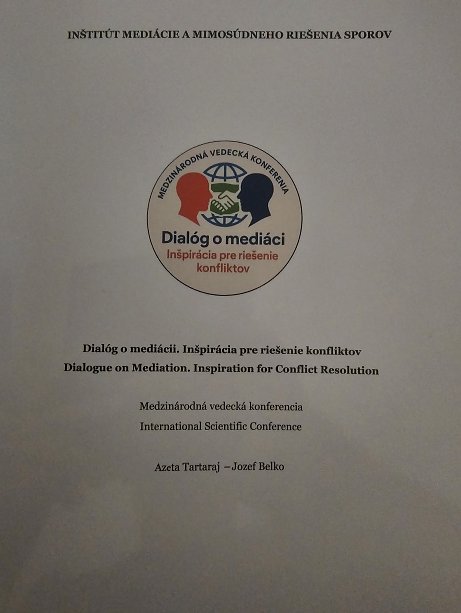 INŠTITÚT MEDIÁCIE A MIMOSÚDNEHO RIEŠENIA SPOROV
MEDZINÁRODNÁ VEDECKÁ KONFERENIA
Dialóg o mediáci
Inšpirácia pre riešenie
konfliktov
Dialóg o mediácii. Inšpirácia pre riešenie konfliktov
Dialogue on Mediation. Inspiration for Conflict Resolution
Medzinárodná vedecká konferencia
International Scientific Conference
Azeta Tartaraj – Jozef Belko